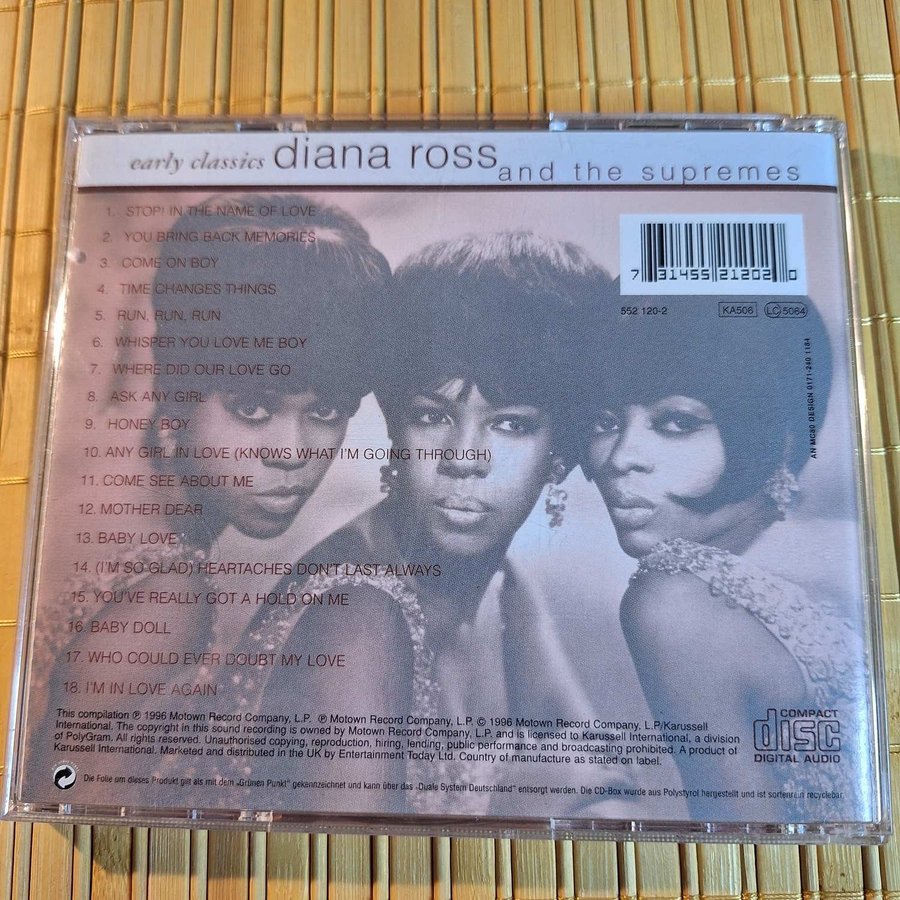 early classics diana ross and the supremes
1. STOP! IN THE NAME OF LOVE
2. YOU BRING BACK MEMORIES
3. COME ON BOY
4. TIME CHANGES THINGS
5. RUN, RUN, RUN
6. WHISPER YOU LOVE ME BOY
7. WHERE DID OUR LOVE GO
8. ASK ANY GIRL
9. HONEY BOY
10. ANY GIRL IN LOVE (KNOWS WHAT I'M GOING THROUGH)
11. COME SEE ABOUT ME
12. MOTHER DEAR
13. BABY LOVE
14. (I'M SO GLAD) HEARTACHES DON'T LAST ALWAYS
15. YOU'VE REALLY GOT A HOLD ON ME
16. BABY DOLL
17. WHO COULD EVER DOUBT MY LOVE
18. I'M IN LOVE AGAIN
7 31455 21202 0
552 120-2 KA506 LC 5064
AN MC80 DESIGN 0171-240 1184
This compilation ℗ 1996 Motown Record Company, L.P. ℗ Motown Record Company, L.P. © 1996 Motown Record Company, L.P/Karussell
International. The copyright in this sound recording is owned by Motown Record Company, L.P. and is licensed to Karussell International, a division
of PolyGram. All rights reserved. Unauthorised copying, reproduction, hiring, lending, public performance and broadcasting prohibited. A product of
Karussell International. Marketed and distributed in the UK by Entertainment Today Ltd. Country of manufacture as stated on label.
COMPACT
disc
DIGITAL AUDIO
Die Folie um dieses Produkt gilt als mit dem „Grünen Punkt" gekennzeichnet und kann über das „Duale System Deutschland" entsorgt werden. Die CD-Box wurde aus Polystyrol hergestellt und ist sortenrein recyclebar.